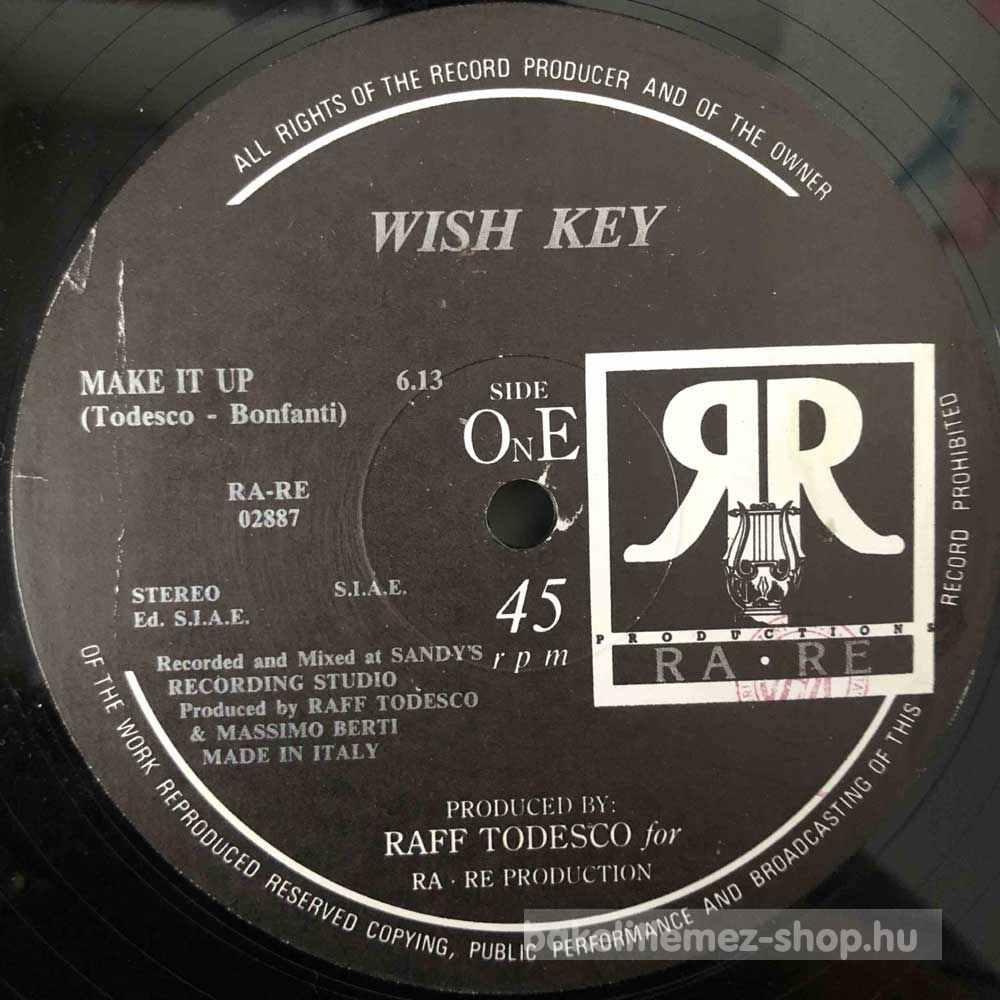 ALL RIGHTS OF THE RECORD PRODUCER AND OF THE OWNER
WISH KEY
MAKE IT UP 6.13
(Todesco - Bonfanti)
SIDE
ONE
RA-RE
02887
STEREO S.I.A.E.
Ed. S.I.A.E.
45
rpm
Recorded and Mixed at SANDY'S
RECORDING STUDIO
Produced by RAFF TODESCO
& MASSIMO BERTI
MADE IN ITALY
RR
PRODUCTIONS
RA · RE
PRODUCED BY:
RAFF TODESCO for
RA · RE PRODUCTION
OF THE WORK REPRODUCED RESERVED COPYING, PUBLIC PERFORMANCE AND BROADCASTING OF THIS
RECORD PROHIBITED
bakelitlemez-shop.hu